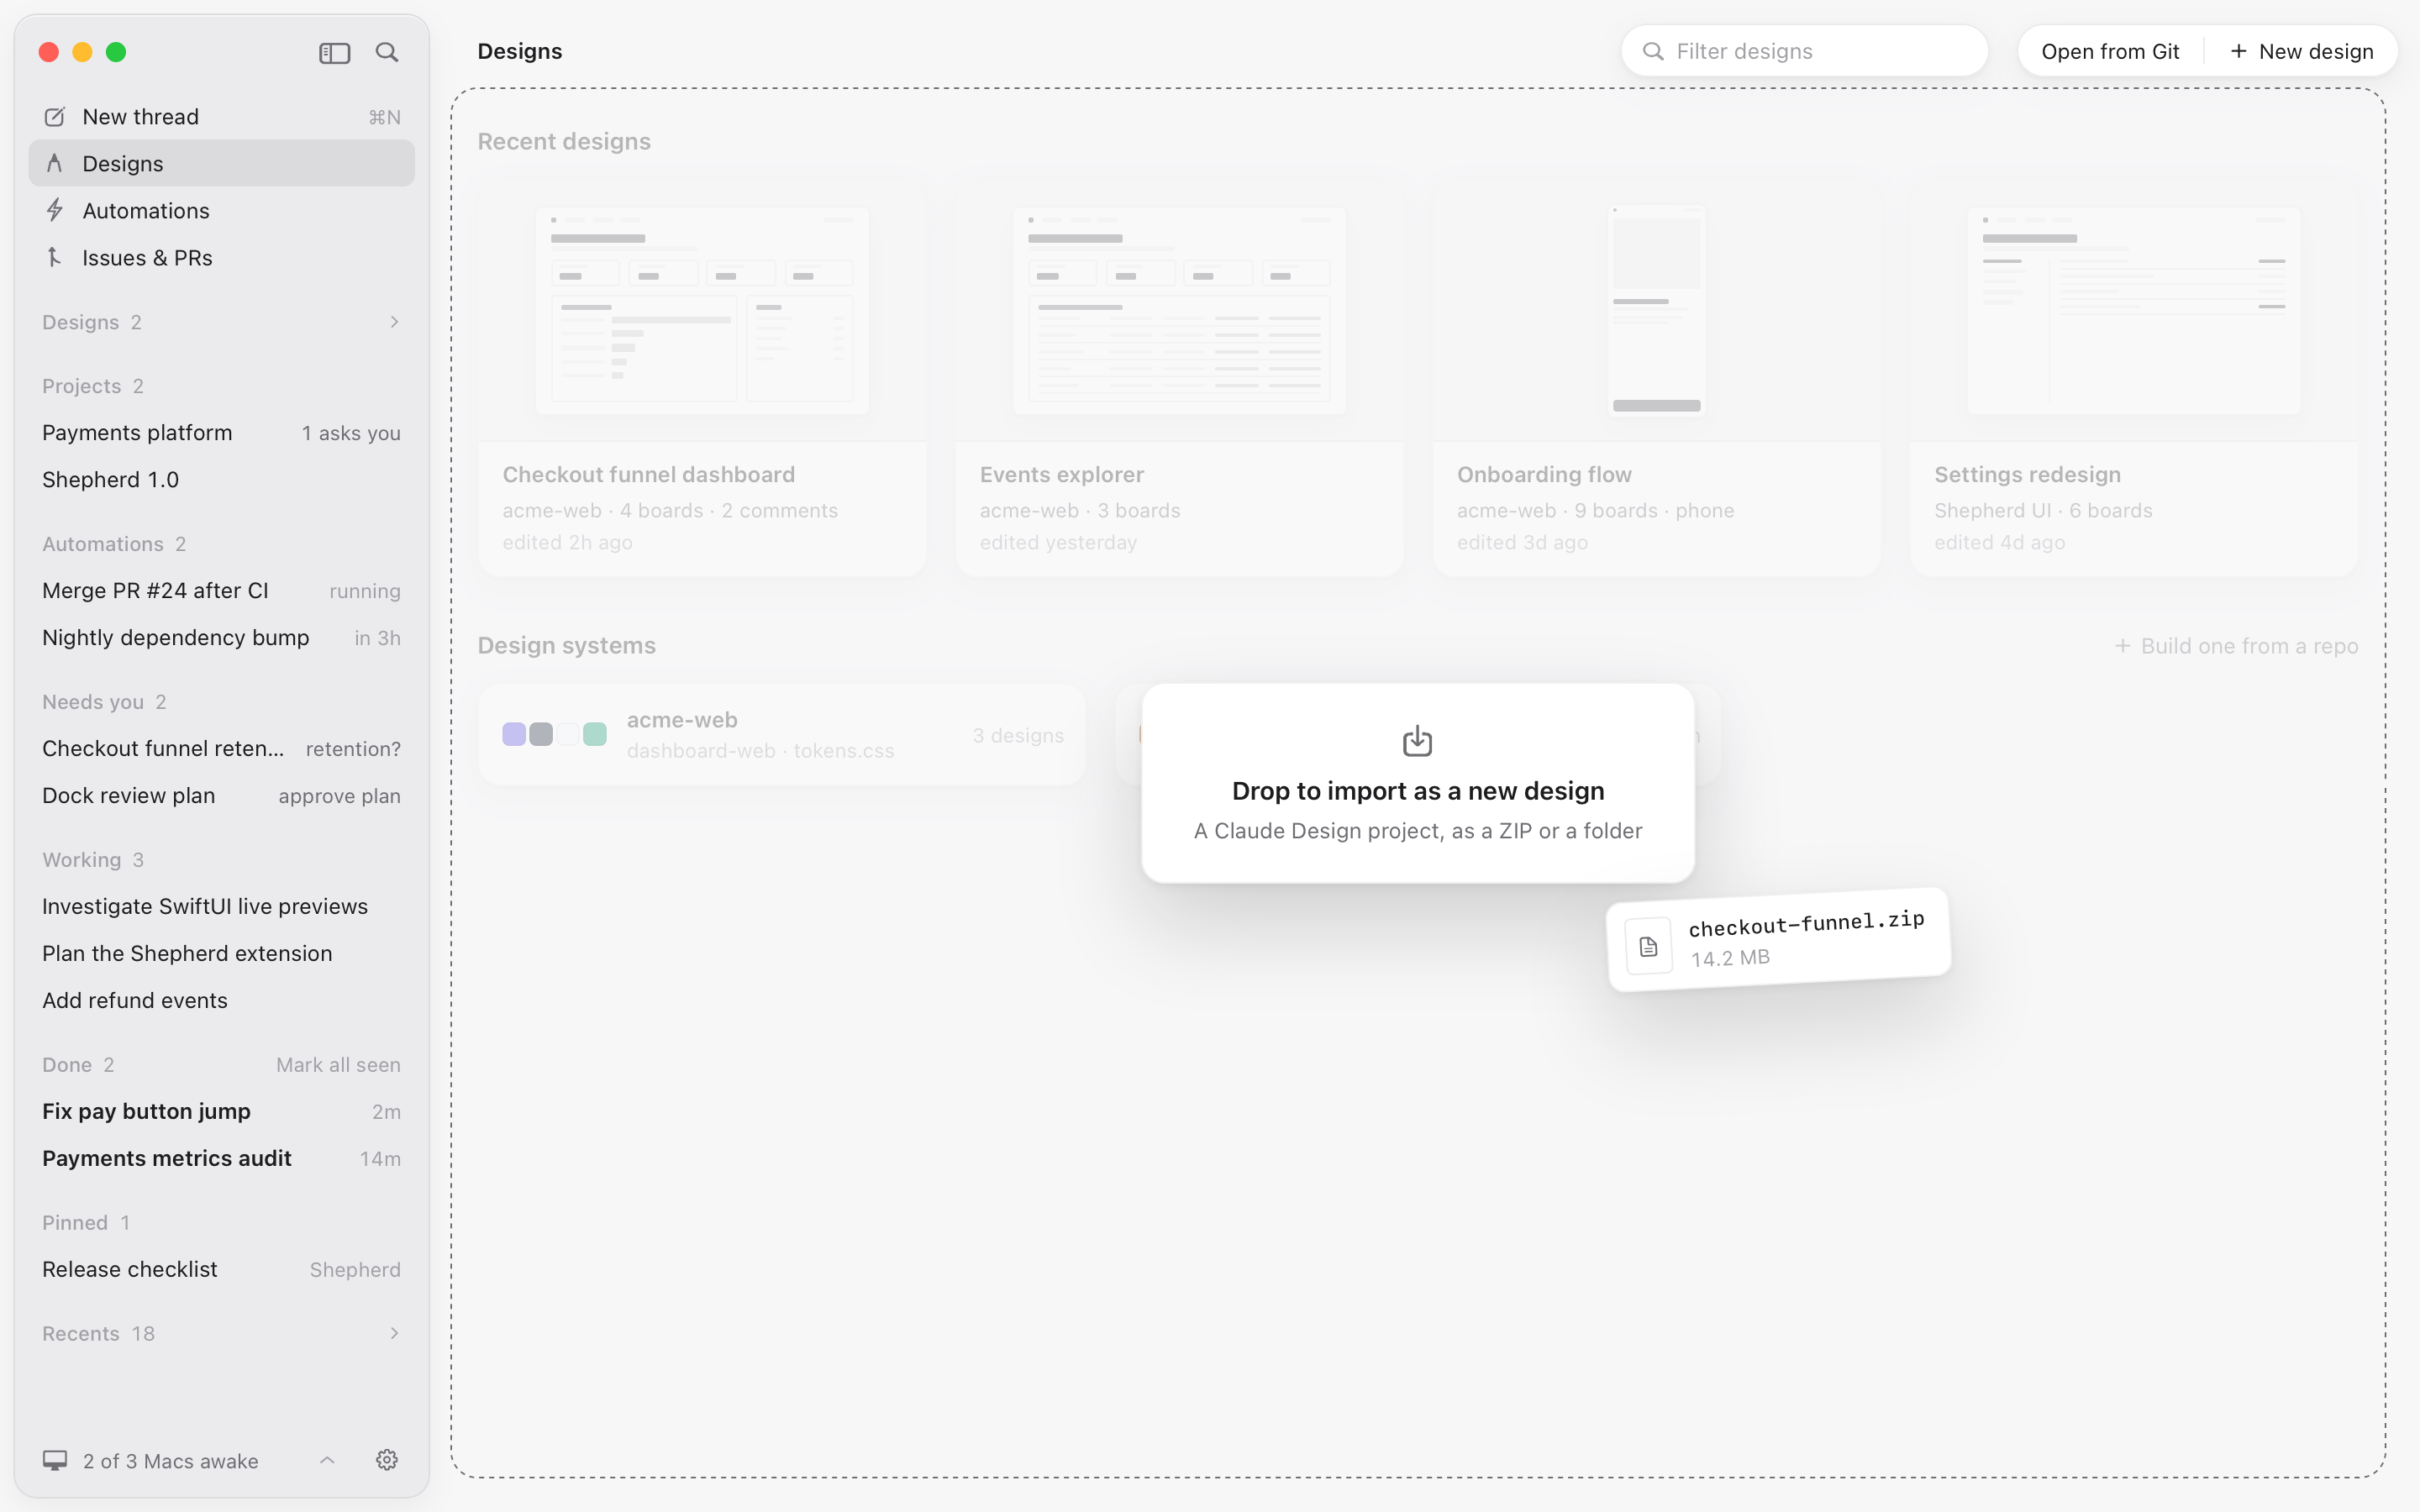 New thread ⌘N
Designs
Automations
Issues & PRs
Designs 2
Projects 2
Payments platform 1 asks you
Shepherd 1.0
Automations 2
Merge PR #24 after CI running
Nightly dependency bump in 3h
Needs you 2
Checkout funnel reten... retention?
Dock review plan approve plan
Working 3
Investigate SwiftUI live previews
Plan the Shepherd extension
Add refund events
Done 2 Mark all seen
Fix pay button jump 2m
Payments metrics audit 14m
Pinned 1
Release checklist Shepherd
Recents 18
2 of 3 Macs awake
Designs
Filter designs
Open from Git
+ New design
Recent designs
Checkout funnel dashboard
acme-web · 4 boards · 2 comments
edited 2h ago
Events explorer
acme-web · 3 boards
edited yesterday
Onboarding flow
acme-web · 9 boards · phone
edited 3d ago
Settings redesign
Shepherd UI · 6 boards
edited 4d ago
Design systems
+ Build one from a repo
acme-web
dashboard-web · tokens.css
3 designs
Drop to import as a new design
A Claude Design project, as a ZIP or a folder
checkout-funnel.zip
14.2 MB